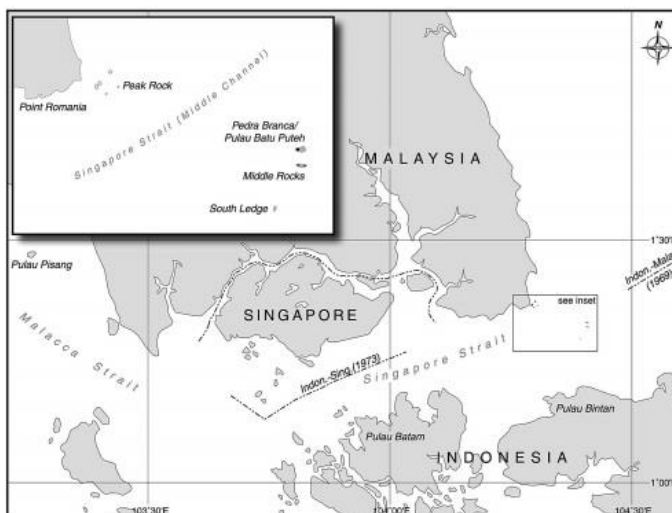 N
Peak Rock
Point Romania
Singapore Strait (Middle Channel)
Pedra Branca/
Pulau Batu Puteh
Middle Rocks
South Ledge
MALAYSIA
1°30'
Pulau Pisang
Indon.-Mala
(1969)
see inset
SINGAPORE
Malacca Strait
Singapore Strait
Indon.-Sing (1973)
Pulau Bintan
Pulau Batam
INDONESIA
1°00'
103°30'
104°00'
104°30'